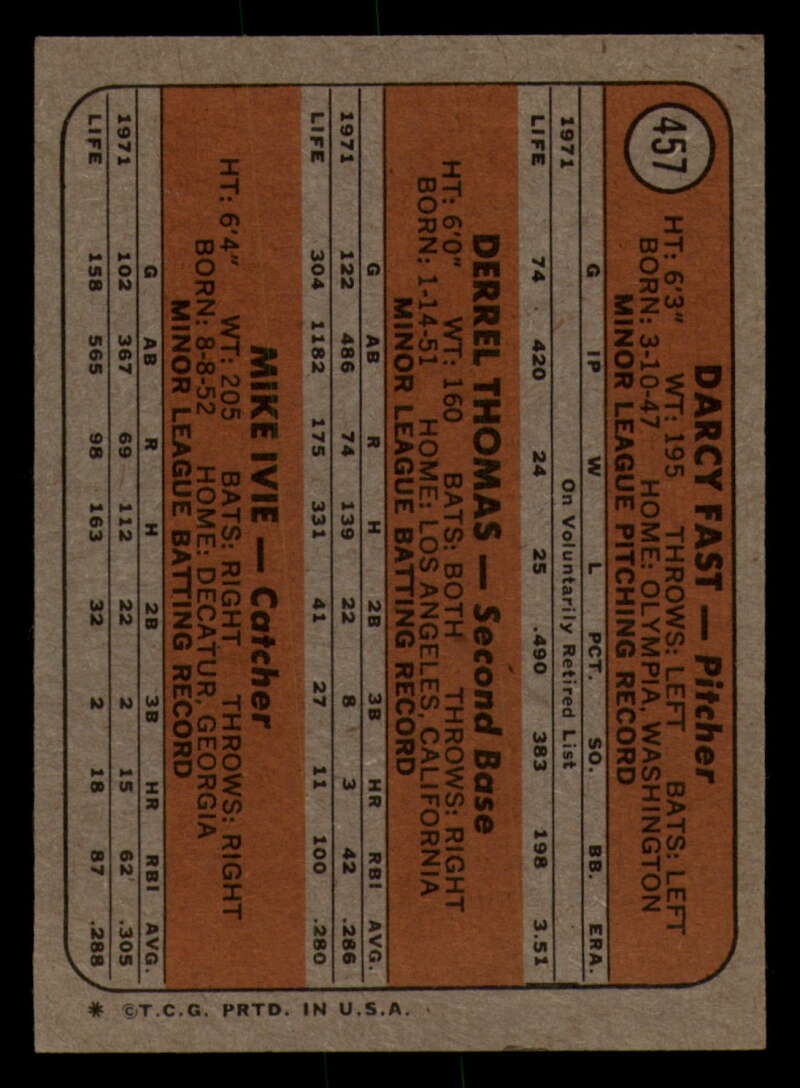 457
DARCY FAST — Pitcher
HT: 6'3" WT: 195 THROWS: LEFT BATS: LEFT
BORN: 3-10-47 HOME: OLYMPIA, WASHINGTON
MINOR LEAGUE PITCHING RECORD
G IP W L PCT. SO. BB. ERA.
1971 On Voluntarily Retired List
LIFE 74 420 24 25 .490 383 198 3.51
DERREL THOMAS — Second Base
HT: 6'0" WT: 160 BATS: BOTH THROWS: RIGHT
BORN: 1-14-51 HOME: LOS ANGELES, CALIFORNIA
MINOR LEAGUE BATTING RECORD
G AB R H 2B 3B HR RBI AVG.
1971 122 486 74 139 22 8 3 42 .286
LIFE 304 1182 175 331 41 27 11 100 .280
MIKE IVIE — Catcher
HT: 6'4" WT: 205 BATS: RIGHT THROWS: RIGHT
BORN: 8-8-52 HOME: DECATUR, GEORGIA
MINOR LEAGUE BATTING RECORD
G AB R H 2B 3B HR RBI AVG.
1971 102 367 69 112 22 2 15 62 .305
LIFE 158 565 98 163 32 2 18 87 .288
* ©T.C.G. PRTD. IN U.S.A.